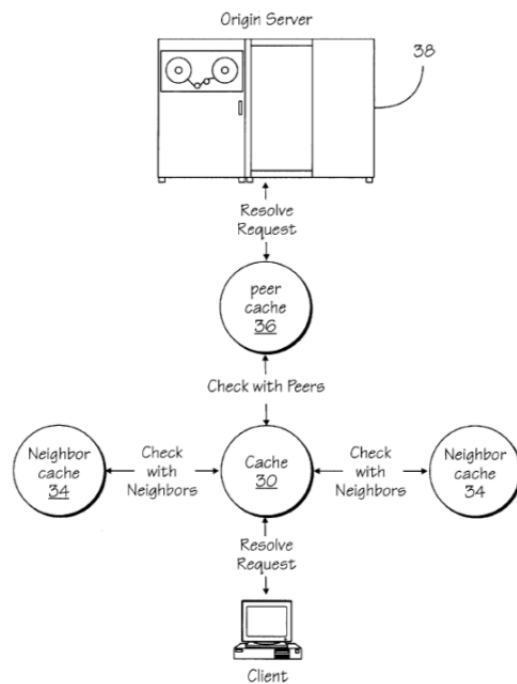 Origin Server
38
Resolve
Request
peer
cache
36
Check with Peers
Neighbor
cache
34
Check
with
Neighbors
Cache
30
Check
with
Neighbors
Neighbor
cache
34
Resolve
Request
Client